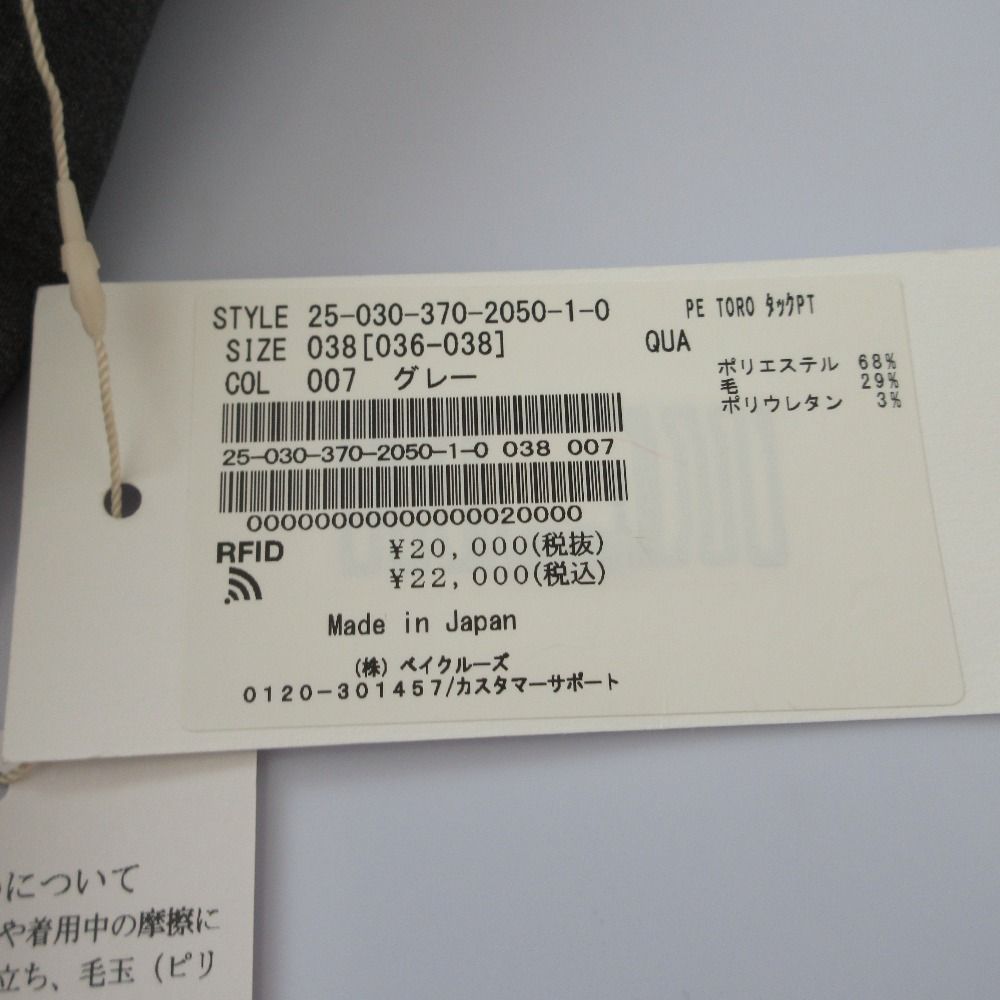 STYLE 25-030-370-2050-1-0
SIZE 038[036-038]
COL 007 グレー
25-030-370-2050-1-0 038 007
00000000000000020000
RFID
¥20,000(税抜)
¥22,000(税込)
Made in Japan
(株) ベイクルーズ
0120-301457/カスタマーサポート
PE TORO タックPT
QUA
ポリエステル 68%
毛 29%
ポリウレタン 3%
について
や着用中の摩擦に
立ち、毛玉 (ピリ